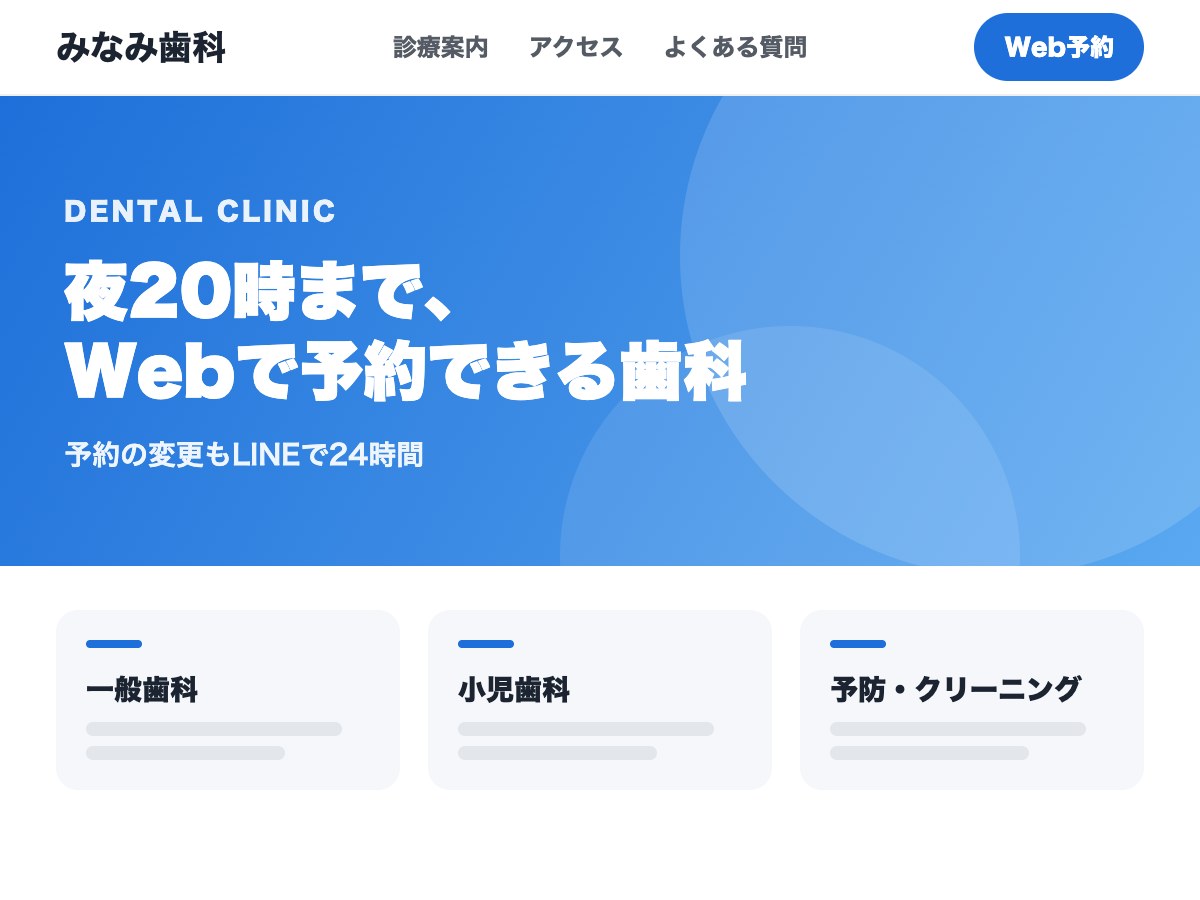 みなみ歯科
診療案内
アクセス
よくある質問
Web予約
DENTAL CLINIC
夜20時まで、
Webで予約できる歯科
予約の変更もLINEで24時間
一般歯科
小児歯科
予防・クリーニング